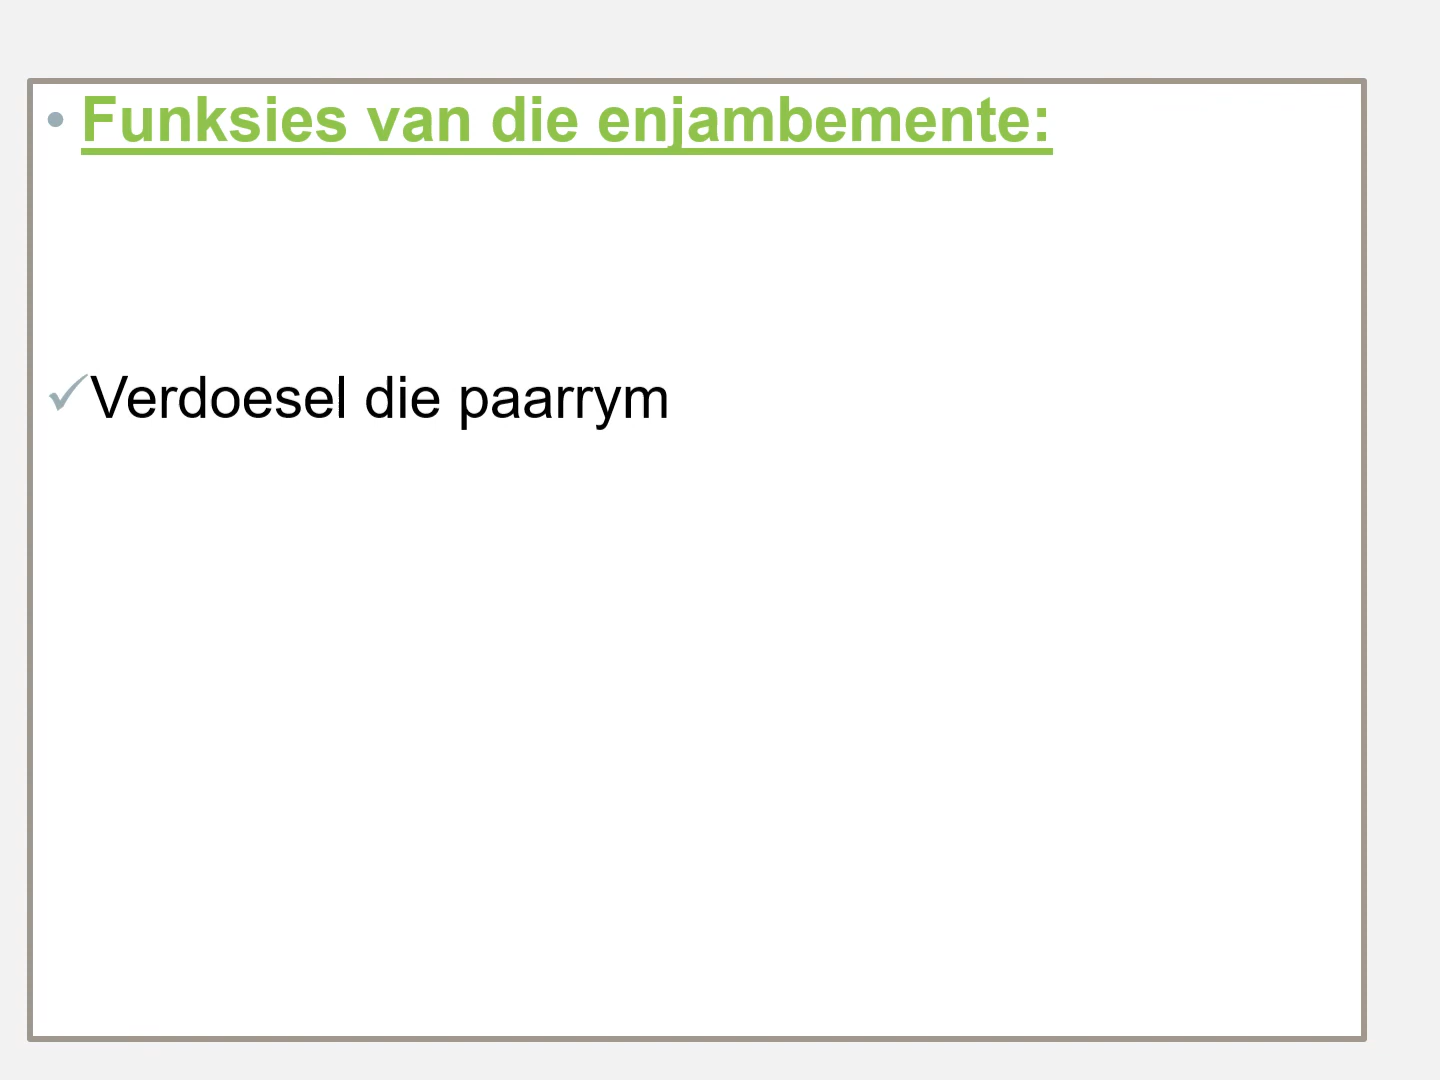 • Funksies van die enjambemente:
✓Verdoesel die paarrym